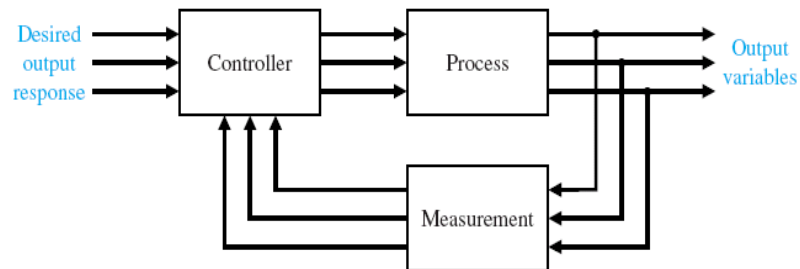 Desired
output
response
Controller
Process
Output
variables
Measurement